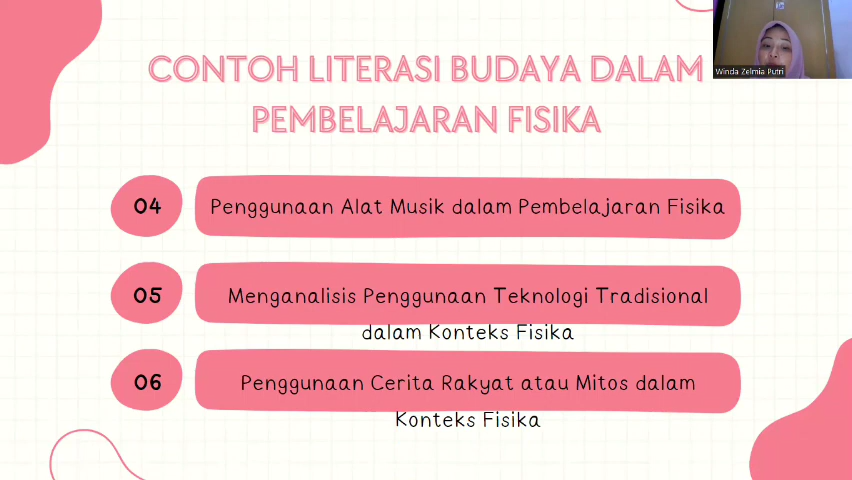 CONTOH LITERASI BUDAYA DALAM
PEMBELAJARAN FISIKA
Winda Zelmia Putri
04
Penggunaan Alat Musik dalam Pembelajaran Fisika
05
Menganalisis Penggunaan Teknologi Tradisional
dalam Konteks Fisika
06
Penggunaan Cerita Rakyat atau Mitos dalam
Konteks Fisika